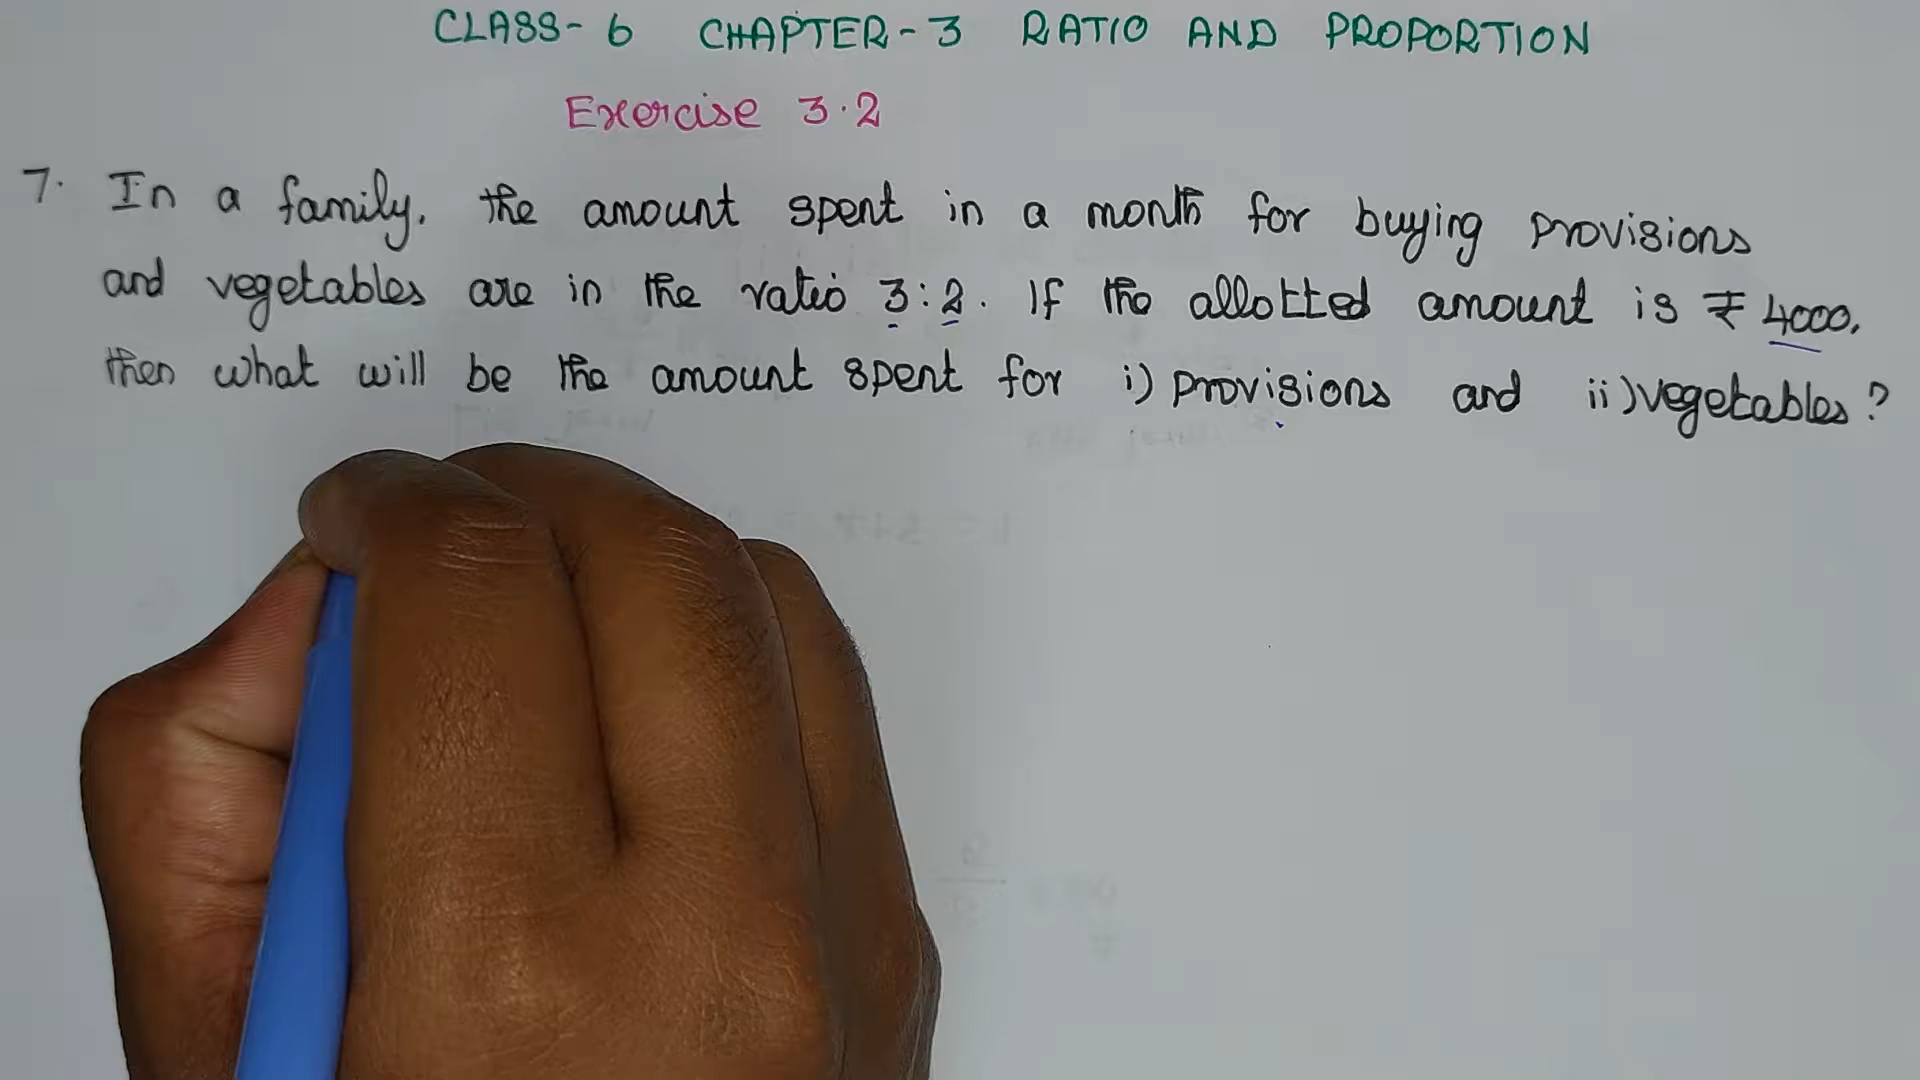 CLASS- 6 CHAPTER-3 RATIO AND PROPORTION
Exercise 3.2
7. In a family, the amount spent in a month for buying provisions
and vegetables are in the ratio 3:2. If the allotted amount is ₹ 4000,
then what will be the amount spent for i) provisions and ii) vegetables?